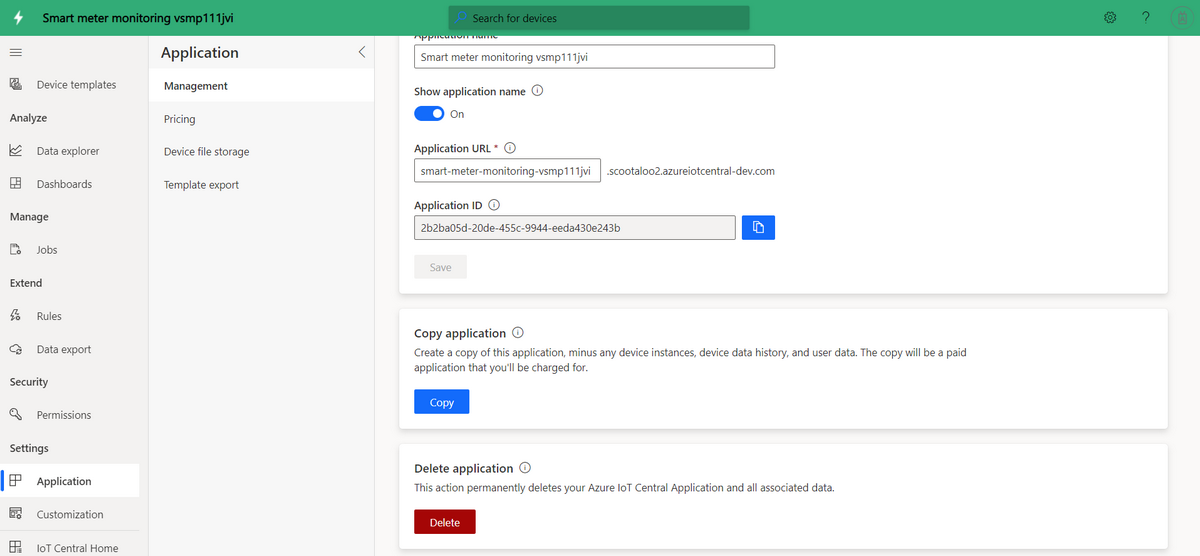 Smart meter monitoring vsmp111jvi
Search for devices
?
Device templates
Analyze
Data explorer
Dashboards
Manage
Jobs
Extend
Rules
Data export
Security
Permissions
Settings
Application
Customization
IoT Central Home
Application
Management
Pricing
Device file storage
Template export
Application name
Smart meter monitoring vsmp111jvi
Show application name
On
Application URL *
smart-meter-monitoring-vsmp111jvi .scootaloo2.azureiotcentral-dev.com
Application ID
2b2ba05d-20de-455c-9944-eeda430e243b
Save
Copy application
Create a copy of this application, minus any device instances, device data history, and user data. The copy will be a paid
application that you'll be charged for.
Copy
Delete application
This action permanently deletes your Azure IoT Central Application and all associated data.
Delete